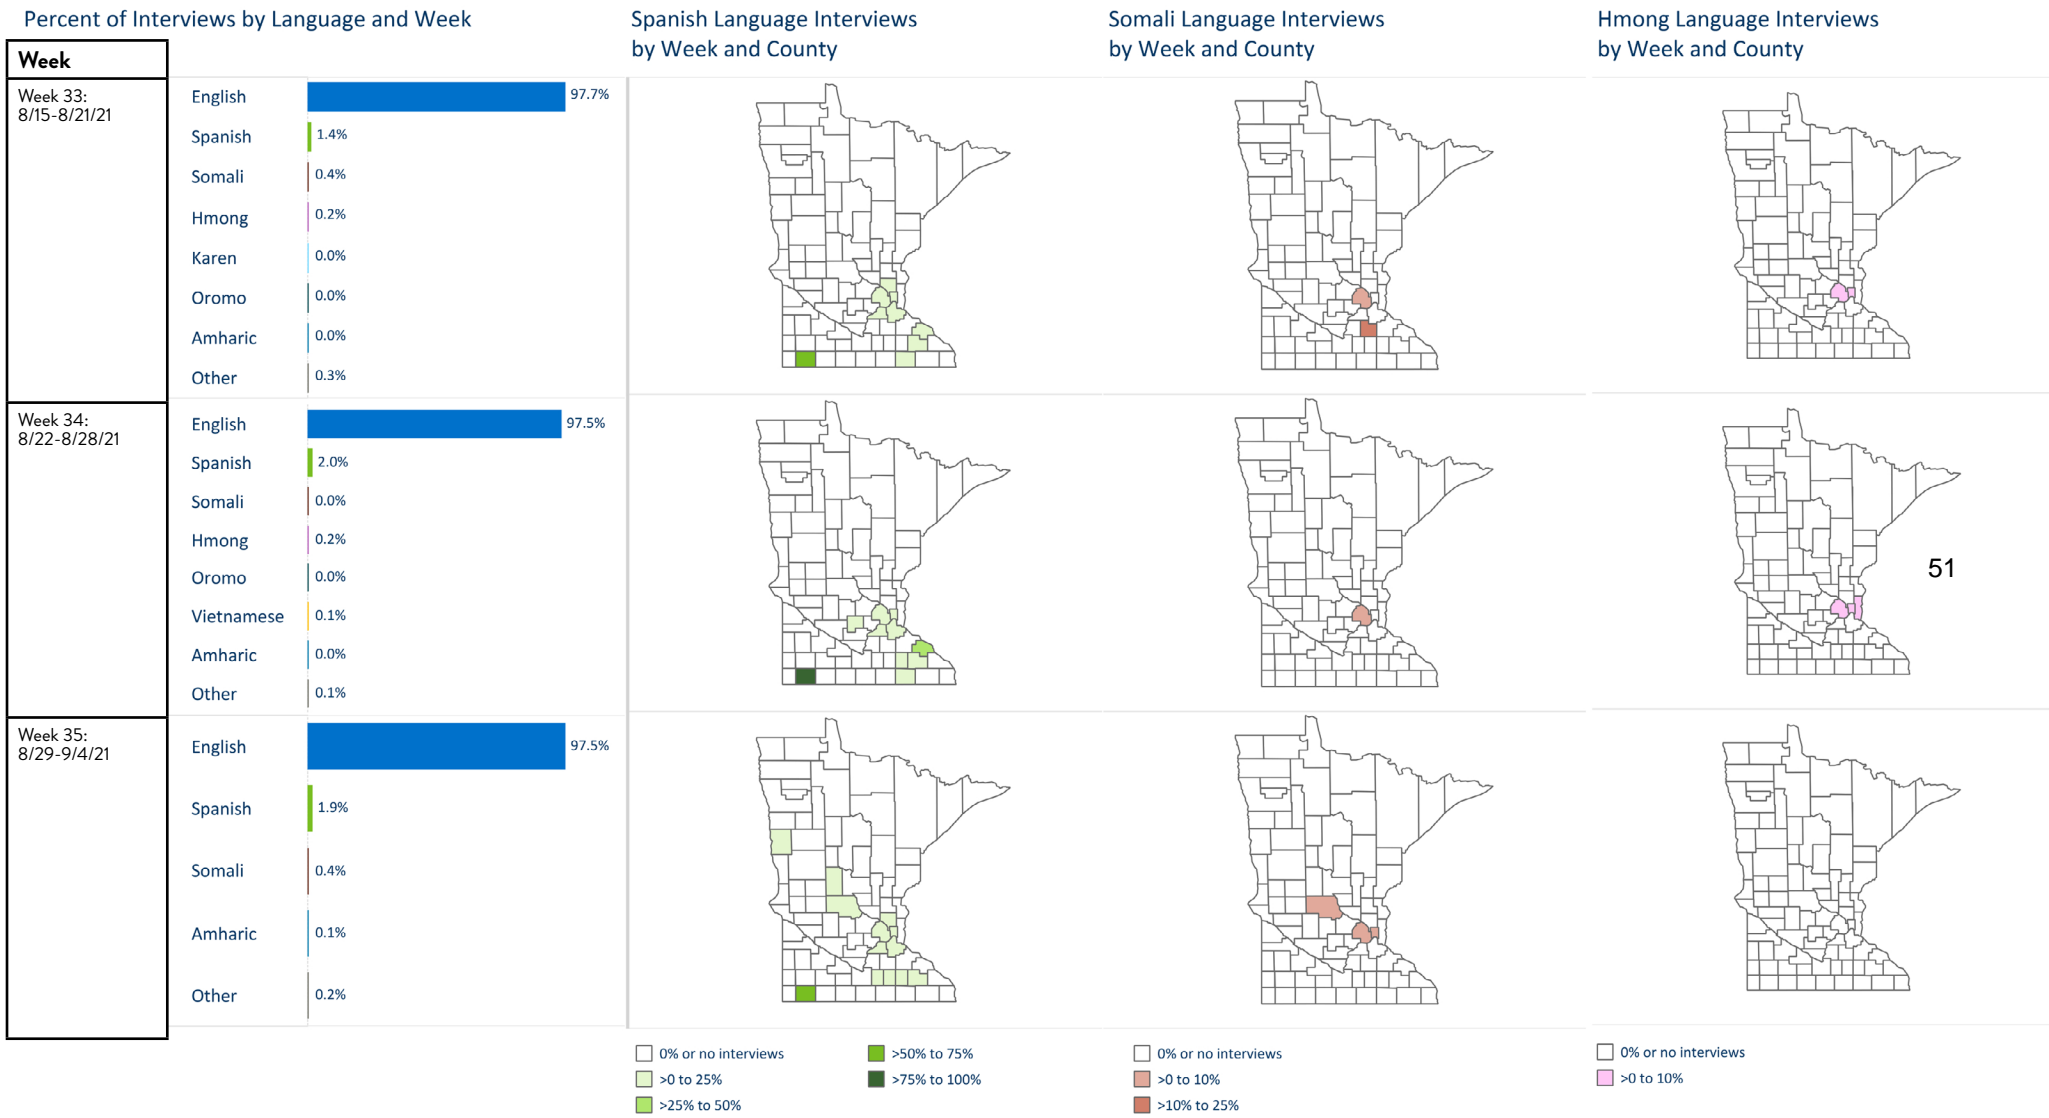 Percent of Interviews by Language and Week
Spanish Language Interviews
by Week and County
Somali Language Interviews
by Week and County
Hmong Language Interviews
by Week and County
Week
Week 33:
8/15-8/21/21
English 97.7%
Spanish 1.4%
Somali 0.4%
Hmong 0.2%
Karen 0.0%
Oromo 0.0%
Amharic 0.0%
Other 0.3%
Week 34:
8/22-8/28/21
English 97.5%
Spanish 2.0%
Somali 0.0%
Hmong 0.2%
Oromo 0.0%
Vietnamese 0.1%
Amharic 0.0%
Other 0.1%
51
Week 35:
8/29-9/4/21
English 97.5%
Spanish 1.9%
Somali 0.4%
Amharic 0.1%
Other 0.2%
0% or no interviews
>0 to 25%
>25% to 50%
>50% to 75%
>75% to 100%
0% or no interviews
>0 to 10%
>10% to 25%
0% or no interviews
>0 to 10%